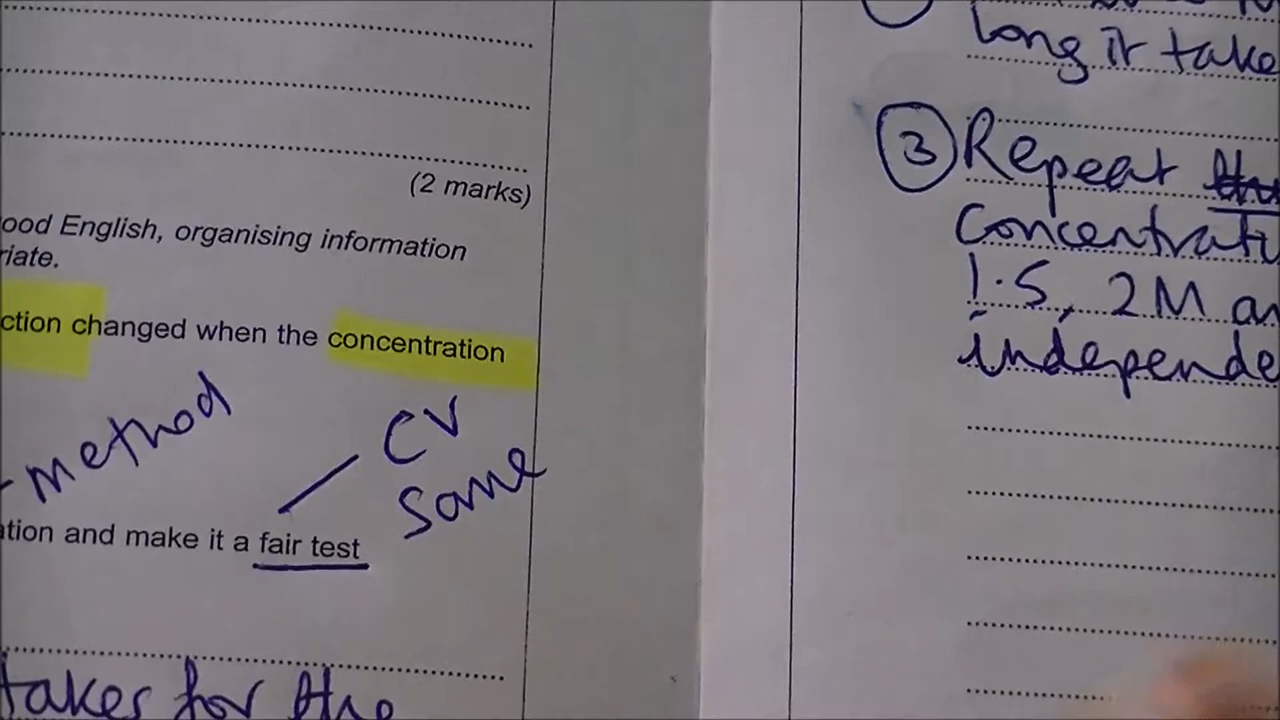 (2 marks)
ood English, organising information
riate.
ction changed when the concentration
method
CV
Same
ation and make it a fair test
takes for the
long it take
3 Repeat
Concentrati
1.5, 2M an
independe